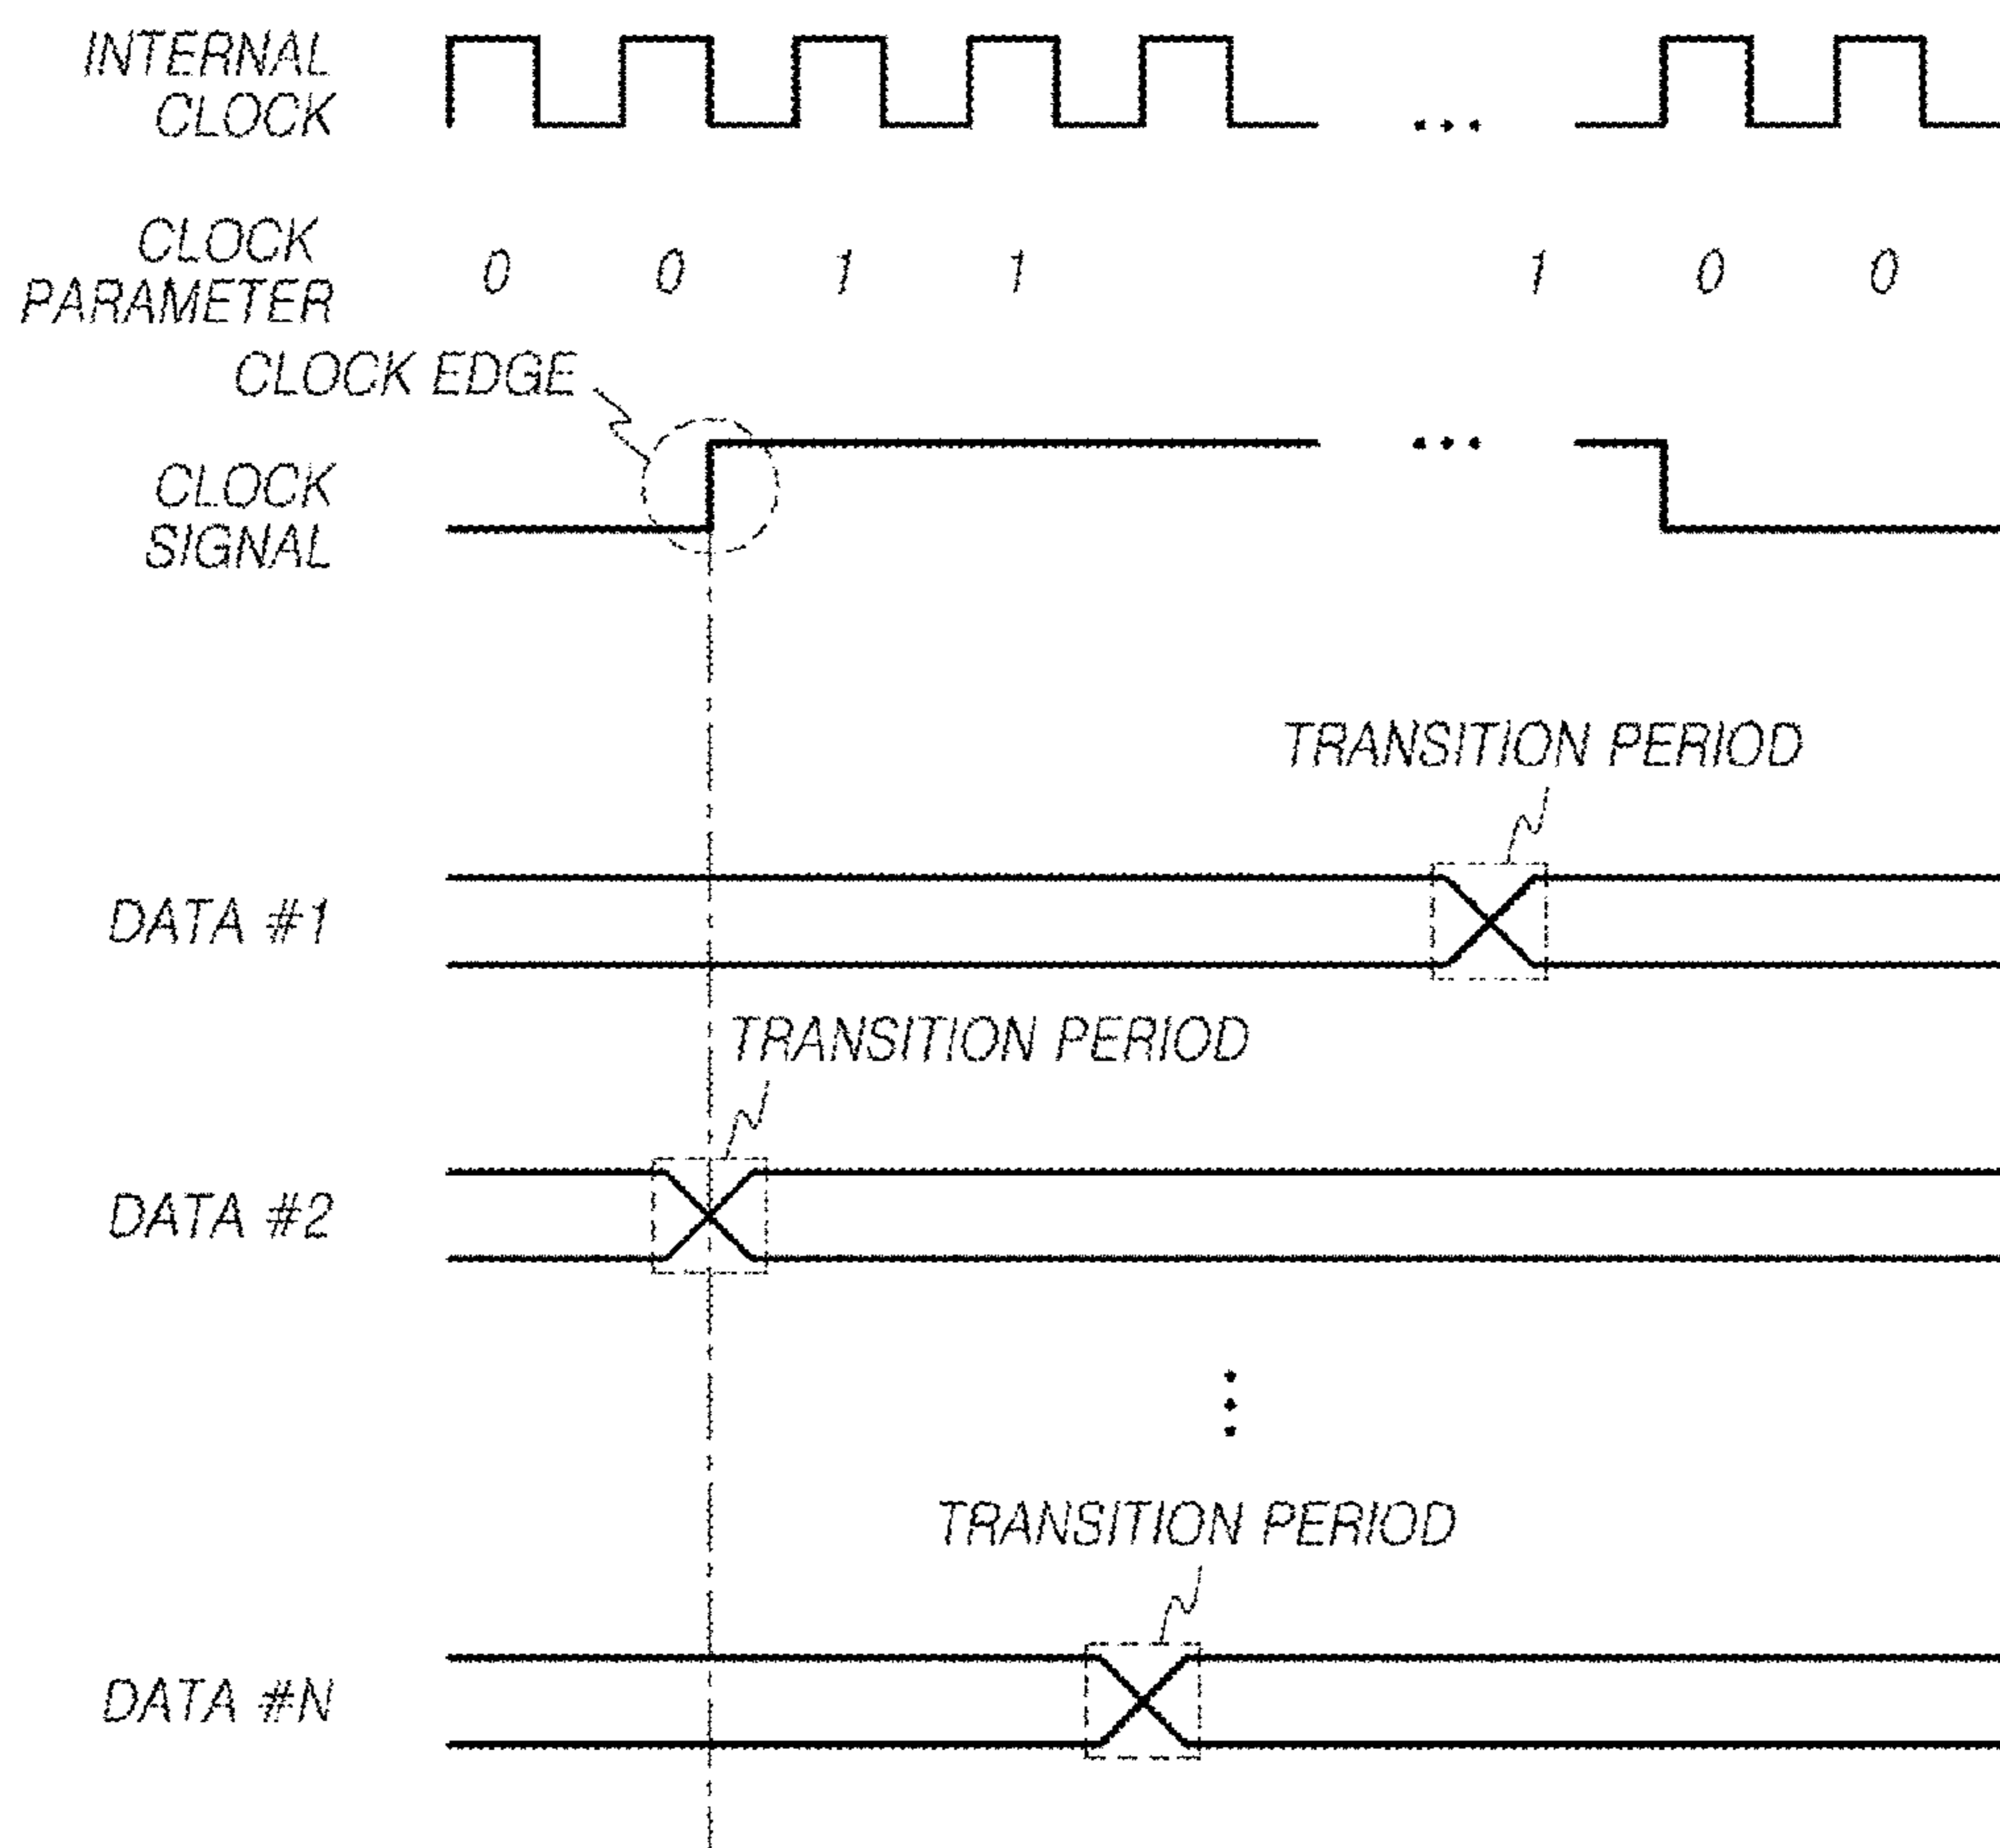 INTERNAL
CLOCK
CLOCK
PARAMETER
0 0 1 1 1 0 0
CLOCK EDGE
CLOCK
SIGNAL
TRANSITION PERIOD
DATA #1
TRANSITION PERIOD
DATA #2
TRANSITION PERIOD
DATA #N